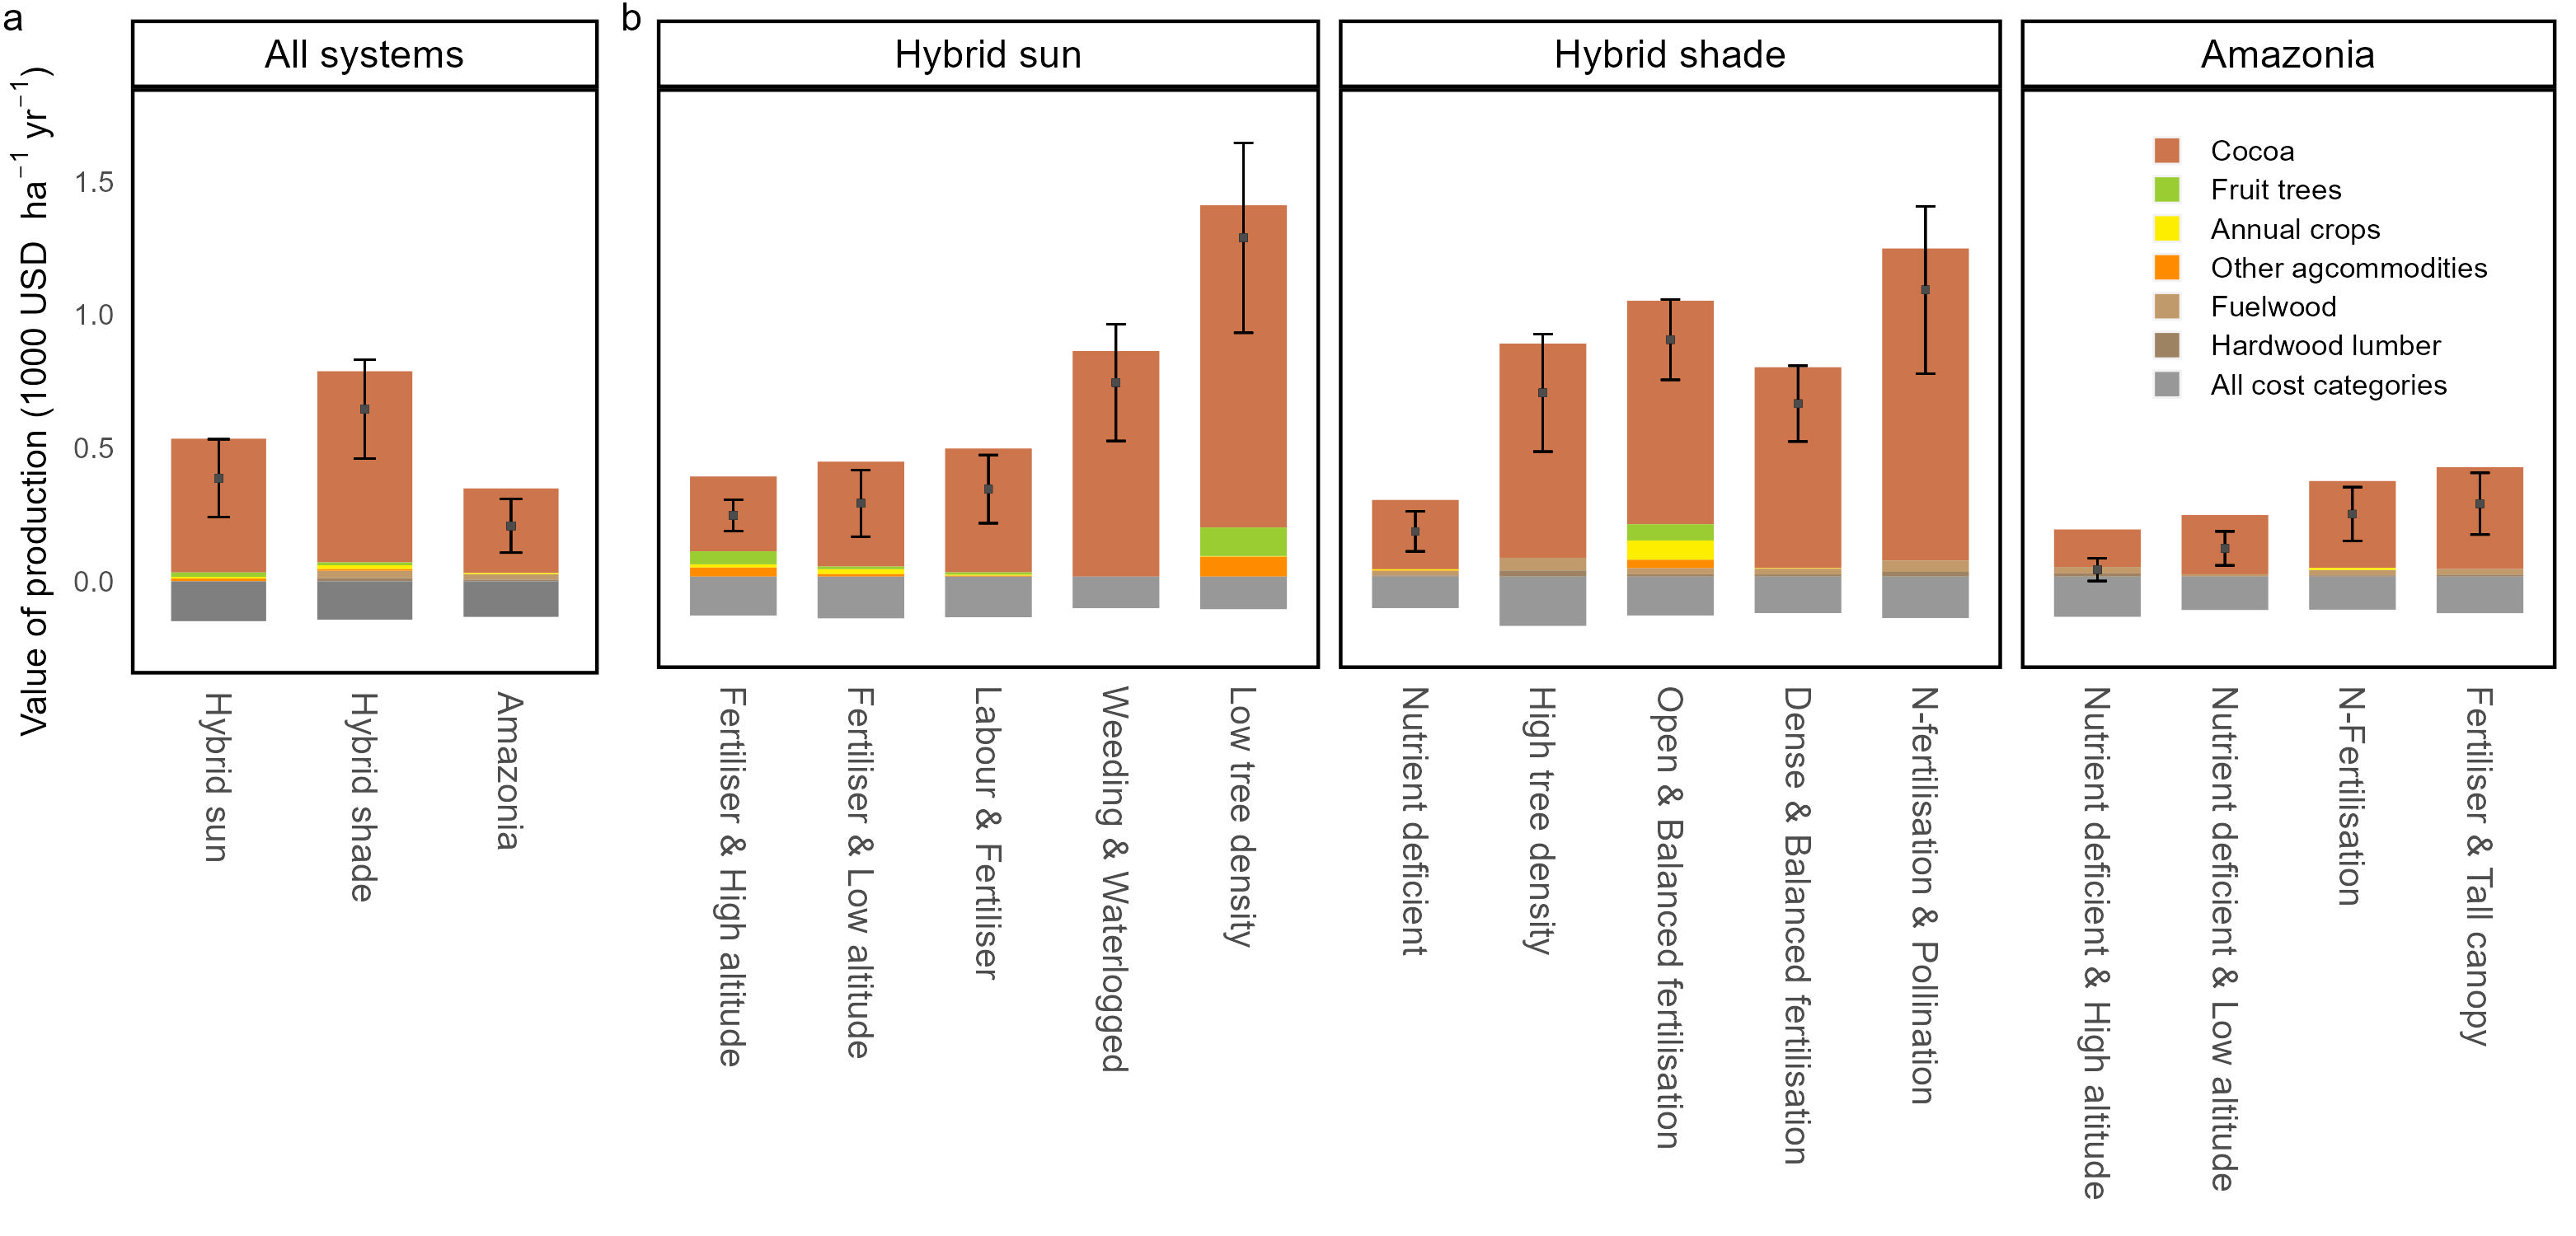 a
b
All systems
Hybrid sun
Hybrid shade
Amazonia
Value of production (1000 USD ha⁻¹ yr⁻¹)
1.5
1.0
0.5
0.0
Cocoa
Fruit trees
Annual crops
Other agcommodities
Fuelwood
Hardwood lumber
All cost categories
Hybrid sun
Hybrid shade
Amazonia
Fertiliser & High altitude
Fertiliser & Low altitude
Labour & Fertiliser
Weeding & Waterlogged
Low tree density
Nutrient deficient
High tree density
Open & Balanced fertilisation
Dense & Balanced fertilisation
N-fertilisation & Pollination
Nutrient deficient & High altitude
Nutrient deficient & Low altitude
N-Fertilisation
Fertiliser & Tall canopy